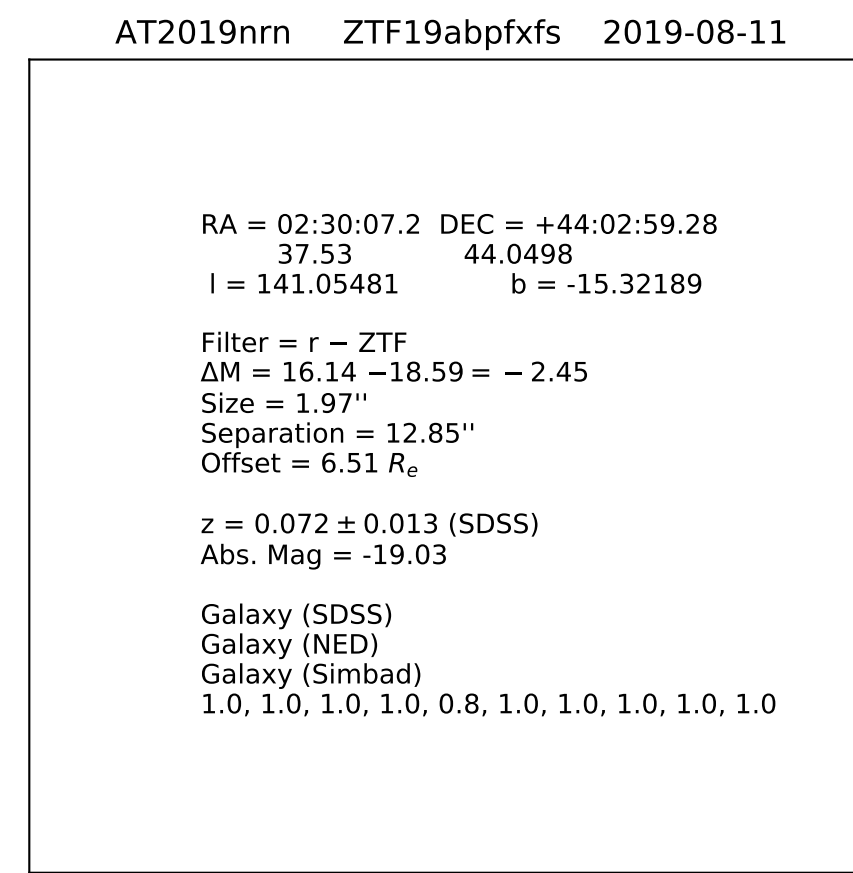 AT2019nrn ZTF19abpfxfs 2019-08-11
RA = 02:30:07.2 DEC = +44:02:59.28
37.53 44.0498
l = 141.05481 b = -15.32189
Filter = r − ZTF
ΔM = 16.14 −18.59 = − 2.45
Size = 1.97''
Separation = 12.85''
Offset = 6.51 Re
z = 0.072 ± 0.013 (SDSS)
Abs. Mag = -19.03
Galaxy (SDSS)
Galaxy (NED)
Galaxy (Simbad)
1.0, 1.0, 1.0, 1.0, 0.8, 1.0, 1.0, 1.0, 1.0, 1.0